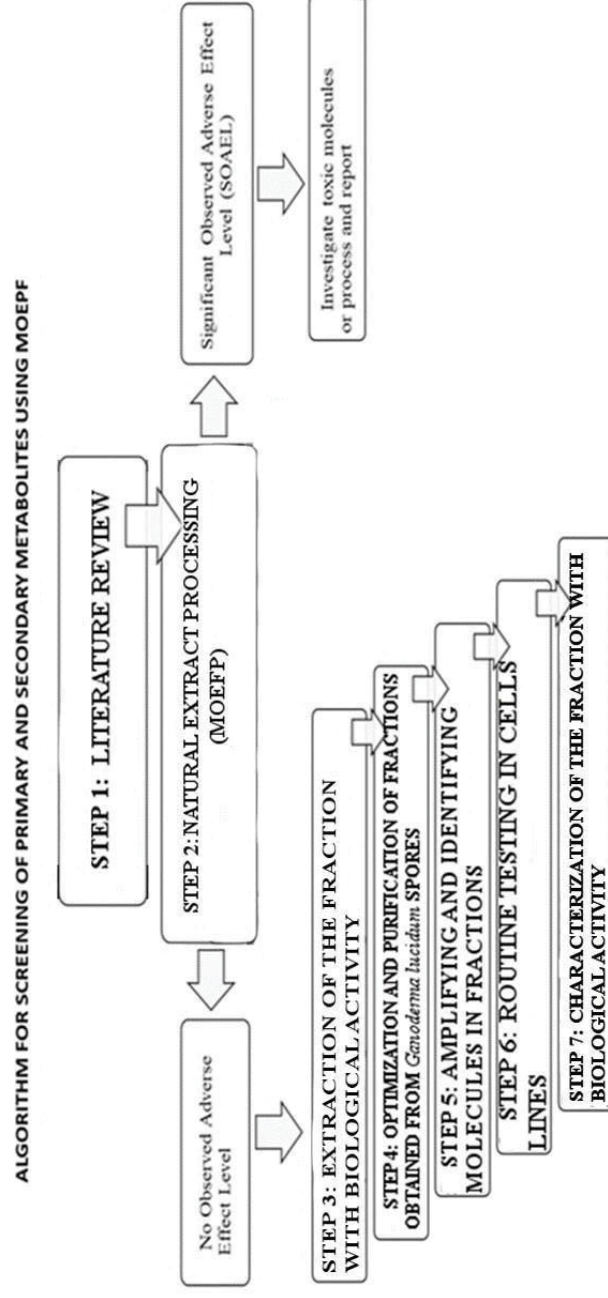 ALGORITHM FOR SCREENING OF PRIMARY AND SECONDARY METABOLITES USING MOEPF
STEP 1: LITERATURE REVIEW
STEP 2: NATURAL EXTRACT PROCESSING
(MOEFP)
No Observed Adverse
Effect Level
Significant Observed Adverse Effect
Level (SOAEL)
Investigate toxic molecules
or process and report
STEP 3: EXTRACTION OF THE FRACTION
WITH BIOLOGICAL ACTIVITY
STEP 4: OPTIMIZATION AND PURIFICATION OF FRACTIONS
OBTAINED FROM Ganoderma lucidum SPORES
STEP 5: AMPLIFYING AND IDENTIFYING
MOLECULES IN FRACTIONS
STEP 6: ROUTINE TESTING IN CELLS
LINES
STEP 7: CHARACTERIZATION OF THE FRACTION WITH
BIOLOGICAL ACTIVITY